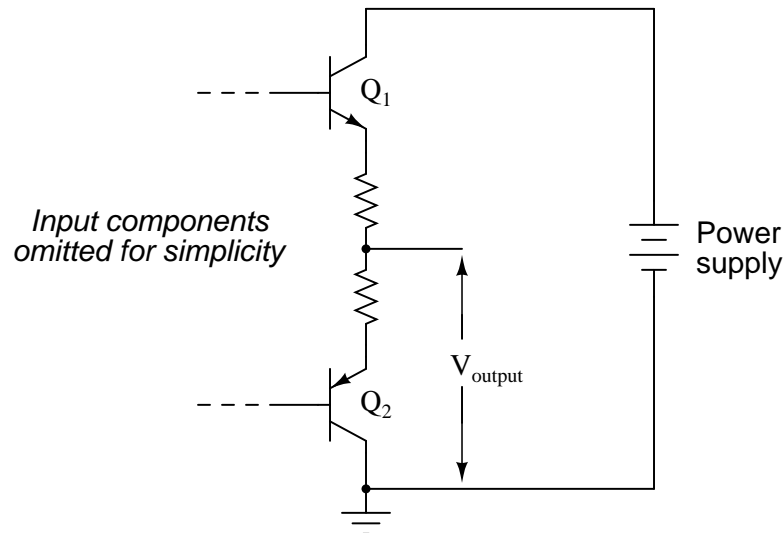 Q1
Input components
omitted for simplicity
Power
supply
Voutput
Q2